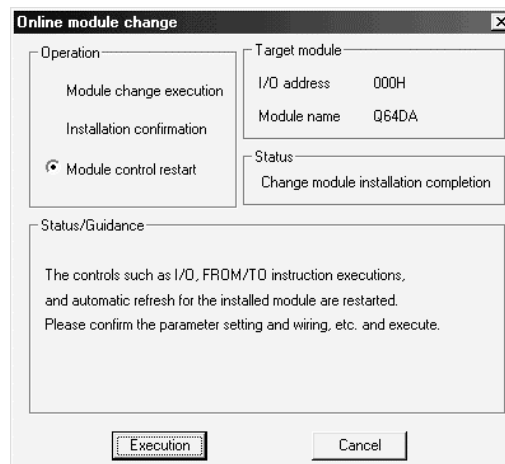 Online module change
Operation
Module change execution
Installation confirmation
Module control restart
Target module
I/O address 000H
Module name Q64DA
Status
Change module installation completion
Status/Guidance
The controls such as I/O, FROM/TO instruction executions,
and automatic refresh for the installed module are restarted.
Please confirm the parameter setting and wiring, etc. and execute.
Execution
Cancel